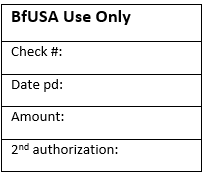 BfUSA Use Only
Check #:
Date pd:
Amount:
2nd authorization: